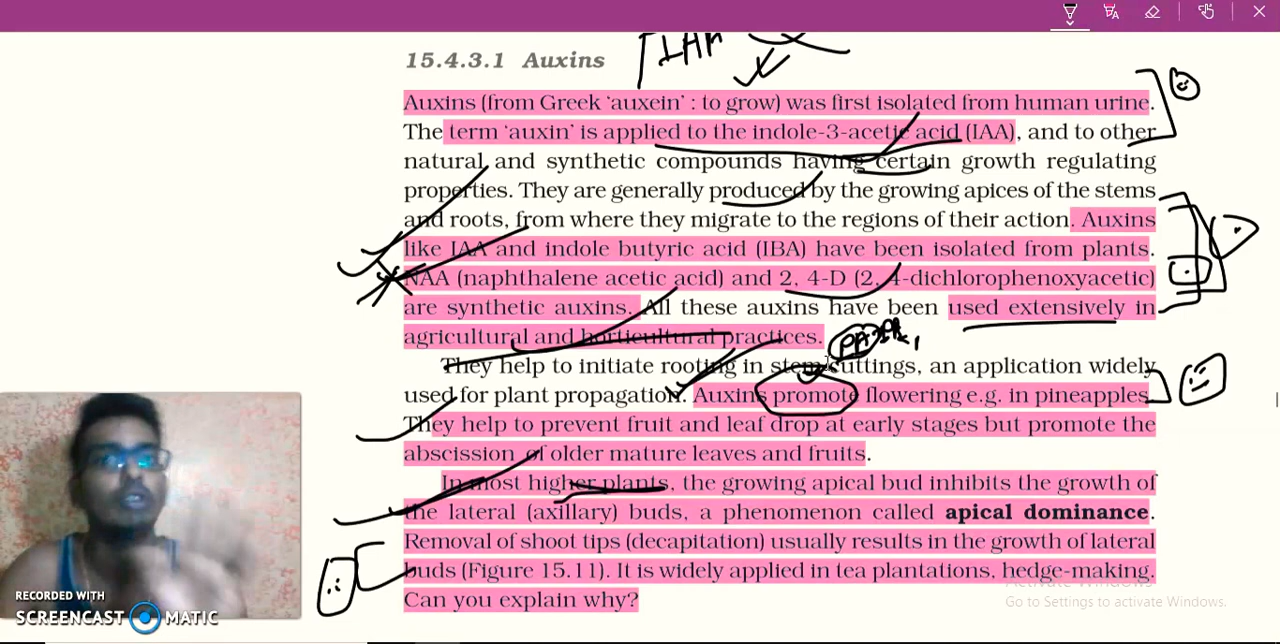 15.4.3.1 Auxins
IAA
Auxins (from Greek 'auxein' : to grow) was first isolated from human urine.
The term 'auxin' is applied to the indole-3-acetic acid (IAA), and to other
natural and synthetic compounds having certain growth regulating
properties. They are generally produced by the growing apices of the stems
and roots, from where they migrate to the regions of their action. Auxins
like IAA and indole butyric acid (IBA) have been isolated from plants.
NAA (naphthalene acetic acid) and 2, 4-D (2, 4-dichlorophenoxyacetic)
are synthetic auxins. All these auxins have been used extensively in
agricultural and horticultural practices.
They help to initiate rooting in stem cuttings, an application widely
used for plant propagation. Auxins promote flowering e.g. in pineapples.
They help to prevent fruit and leaf drop at early stages but promote the
abscission of older mature leaves and fruits.
In most higher plants, the growing apical bud inhibits the growth of
the lateral (axillary) buds, a phenomenon called apical dominance.
Removal of shoot tips (decapitation) usually results in the growth of lateral
buds (Figure 15.11). It is widely applied in tea plantations, hedge-making.
Can you explain why?
Activate Windows
Go to Settings to activate Windows.
RECORDED WITH
SCREENCAST MATIC